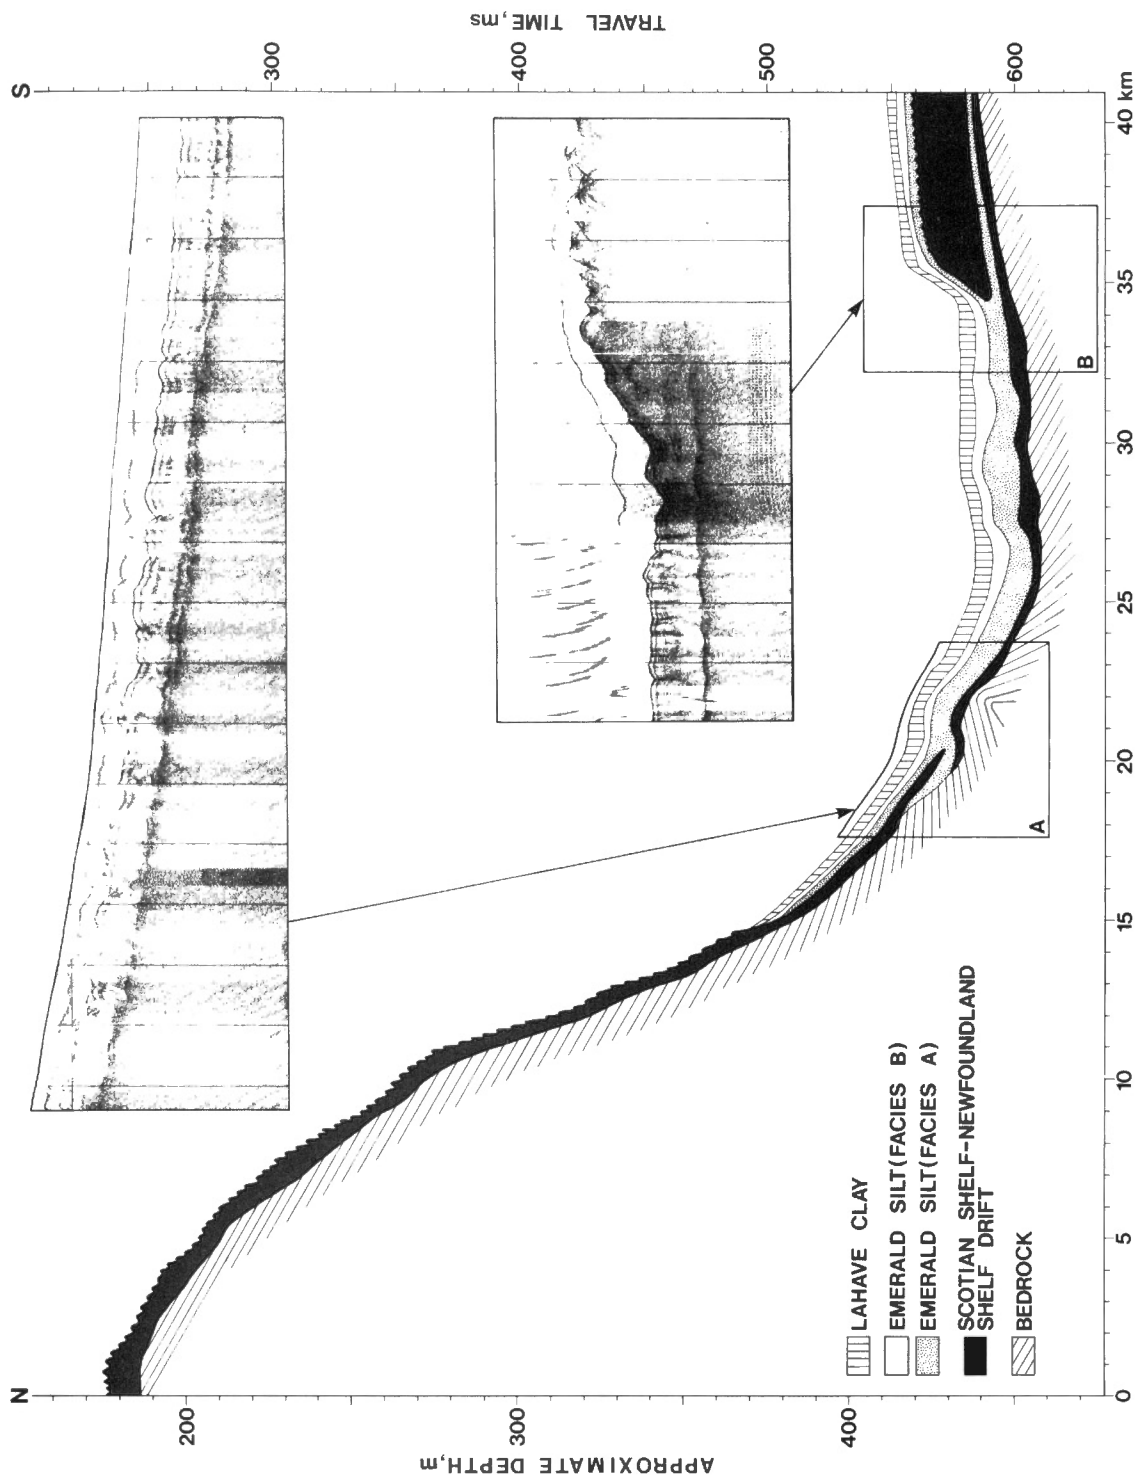 N
S
APPROXIMATE DEPTH,m
200
300
400
TRAVEL TIME,ms
300
400
500
600
A
B
LAHAVE CLAY
EMERALD SILT(FACIES B)
EMERALD SILT(FACIES A)
SCOTIAN SHELF-NEWFOUNDLAND
SHELF DRIFT
BEDROCK
0
5
10
15
20
25
30
35
40 km